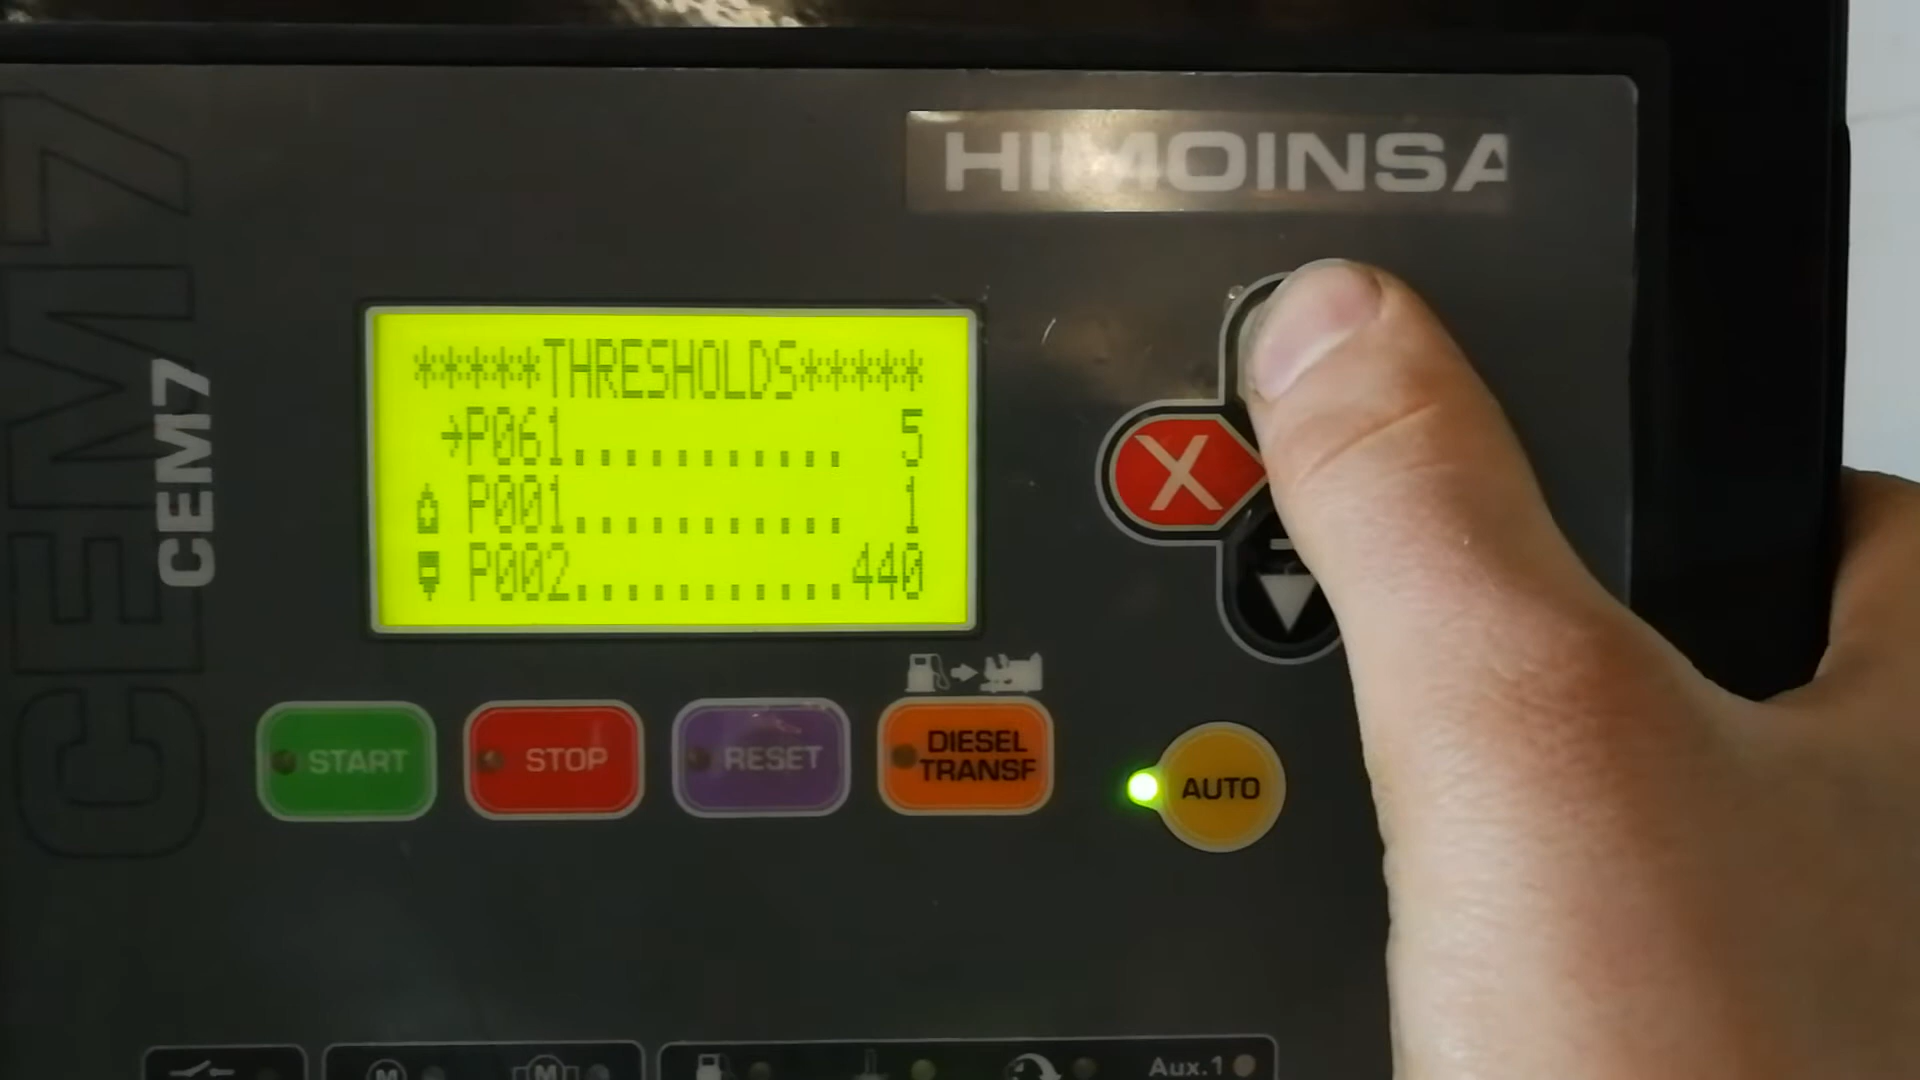 HIMOINSA
CEM7
CEM7
*****THRESHOLDS*****
→P061........... 5
P001........... 1
P002...........440
X
START
STOP
RESET
DIESEL
TRANSF
AUTO
M
M
Aux.1